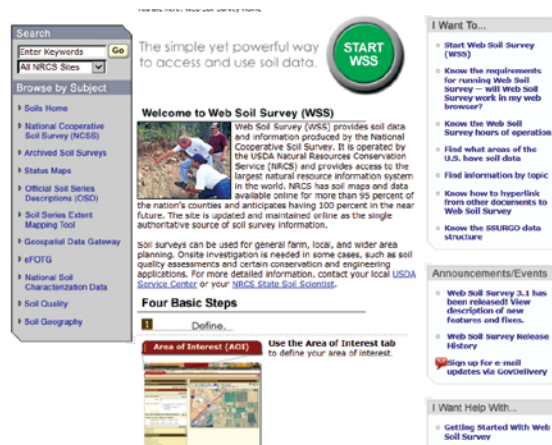 You are here: Web Soil Survey Home
Search
Enter Keywords
Go
All NRCS Sites
Browse by Subject
Soils Home
National Cooperative
Soil Survey (NCSS)
Archived Soil Surveys
Status Maps
Official Soil Series
Descriptions (OSD)
Soil Series Extent
Mapping Tool
Geospatial Data Gateway
eFOTG
National Soil
Characterization Data
Soil Quality
Soil Geography
The simple yet powerful way
to access and use soil data.
START
WSS
Welcome to Web Soil Survey (WSS)
Web Soil Survey (WSS) provides soil data
and information produced by the National
Cooperative Soil Survey. It is operated by
the USDA Natural Resources Conservation
Service (NRCS) and provides access to the
largest natural resource information system
in the world. NRCS has soil maps and data
available online for more than 95 percent of
the nation's counties and anticipates having 100 percent in the near
future. The site is updated and maintained online as the single
authoritative source of soil survey information.
Soil surveys can be used for general farm, local, and wider area
planning. Onsite investigation is needed in some cases, such as soil
quality assessments and certain conservation and engineering
applications. For more detailed information, contact your local USDA
Service Center or your NRCS State Soil Scientist.
Four Basic Steps
1 Define.
Area of Interest (AOI)
Use the Area of Interest tab
to define your area of interest.
I Want To...
Start Web Soil Survey
(WSS)
Know the requirements
for running Web Soil
Survey — will Web Soil
Survey work in my web
browser?
Know the Web Soil
Survey hours of operation
Find what areas of the
U.S. have soil data
Find information by topic
Know how to hyperlink
from other documents to
Web Soil Survey
Know the SSURGO data
structure
Announcements/Events
Web Soil Survey 3.1 has
been released! View
description of new
features and fixes.
Web Soil Survey Release
History
Sign up for e-mail
updates via GovDelivery
I Want Help With...
Getting Started With Web
Soil Survey